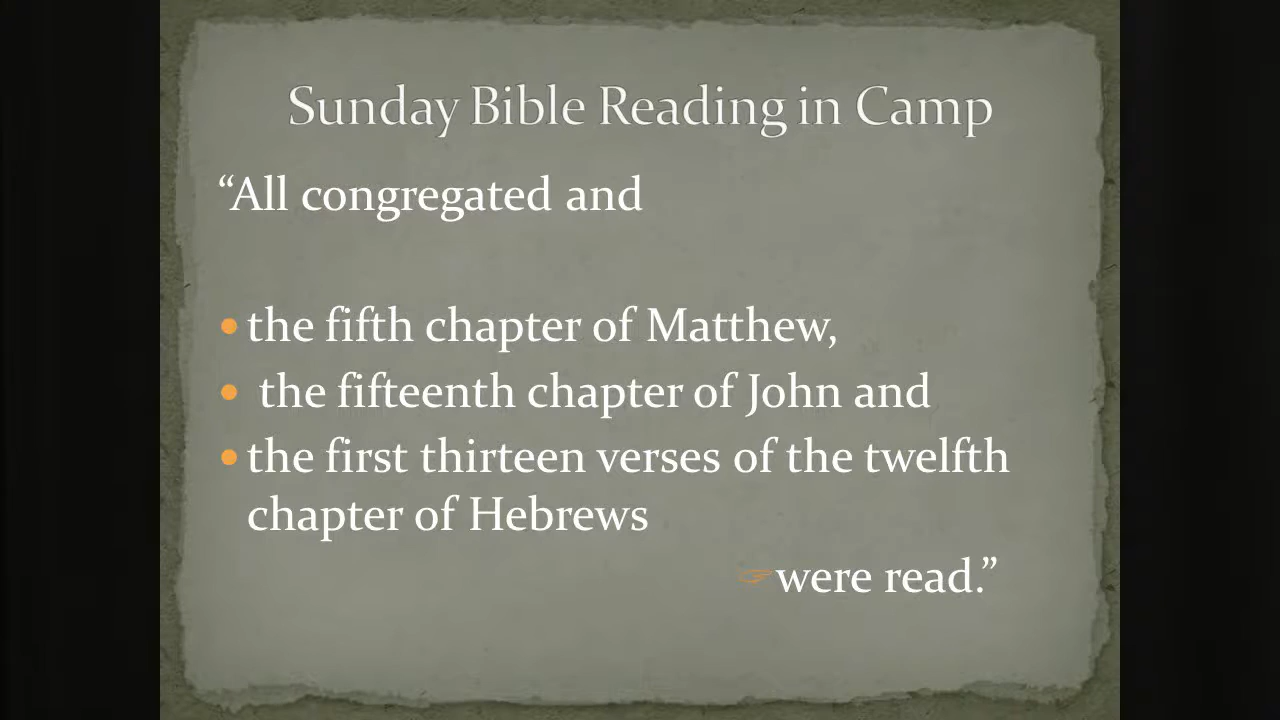 Sunday Bible Reading in Camp
“All congregated and
• the fifth chapter of Matthew,
• the fifteenth chapter of John and
• the first thirteen verses of the twelfth
chapter of Hebrews
☞were read.”